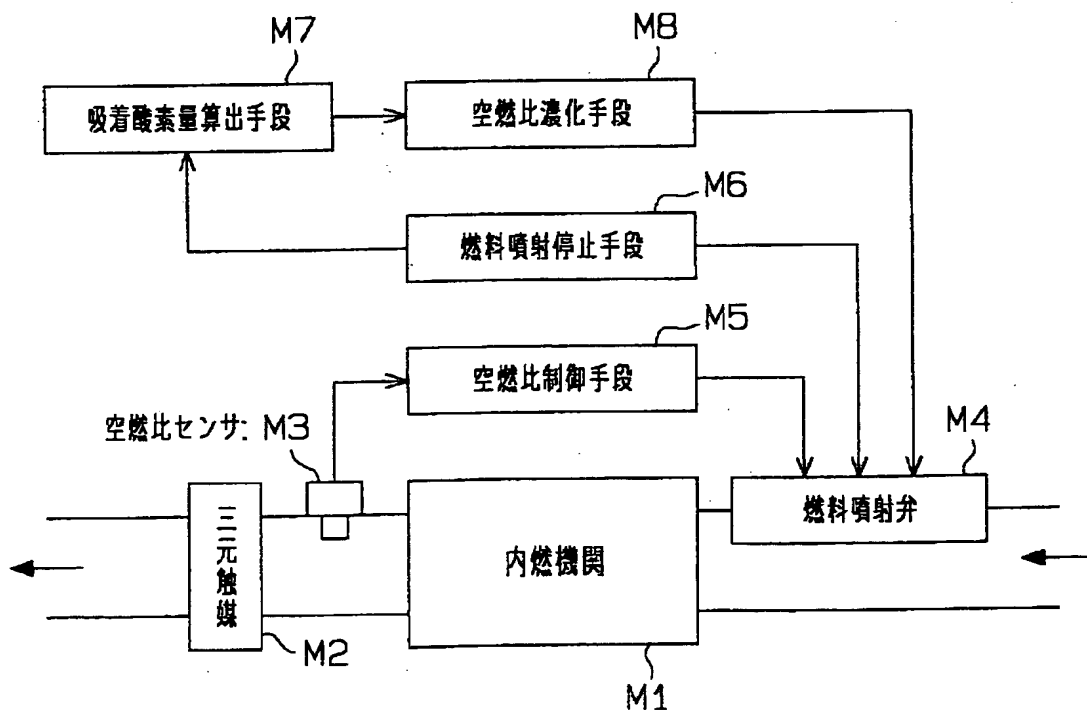 M7
M8
吸着酸素量算出手段
空燃比濃化手段
M6
燃料噴射停止手段
M5
空燃比制御手段
空燃比センサ: M3
M4
燃料噴射弁
三元触媒
内燃機関
M2
M1